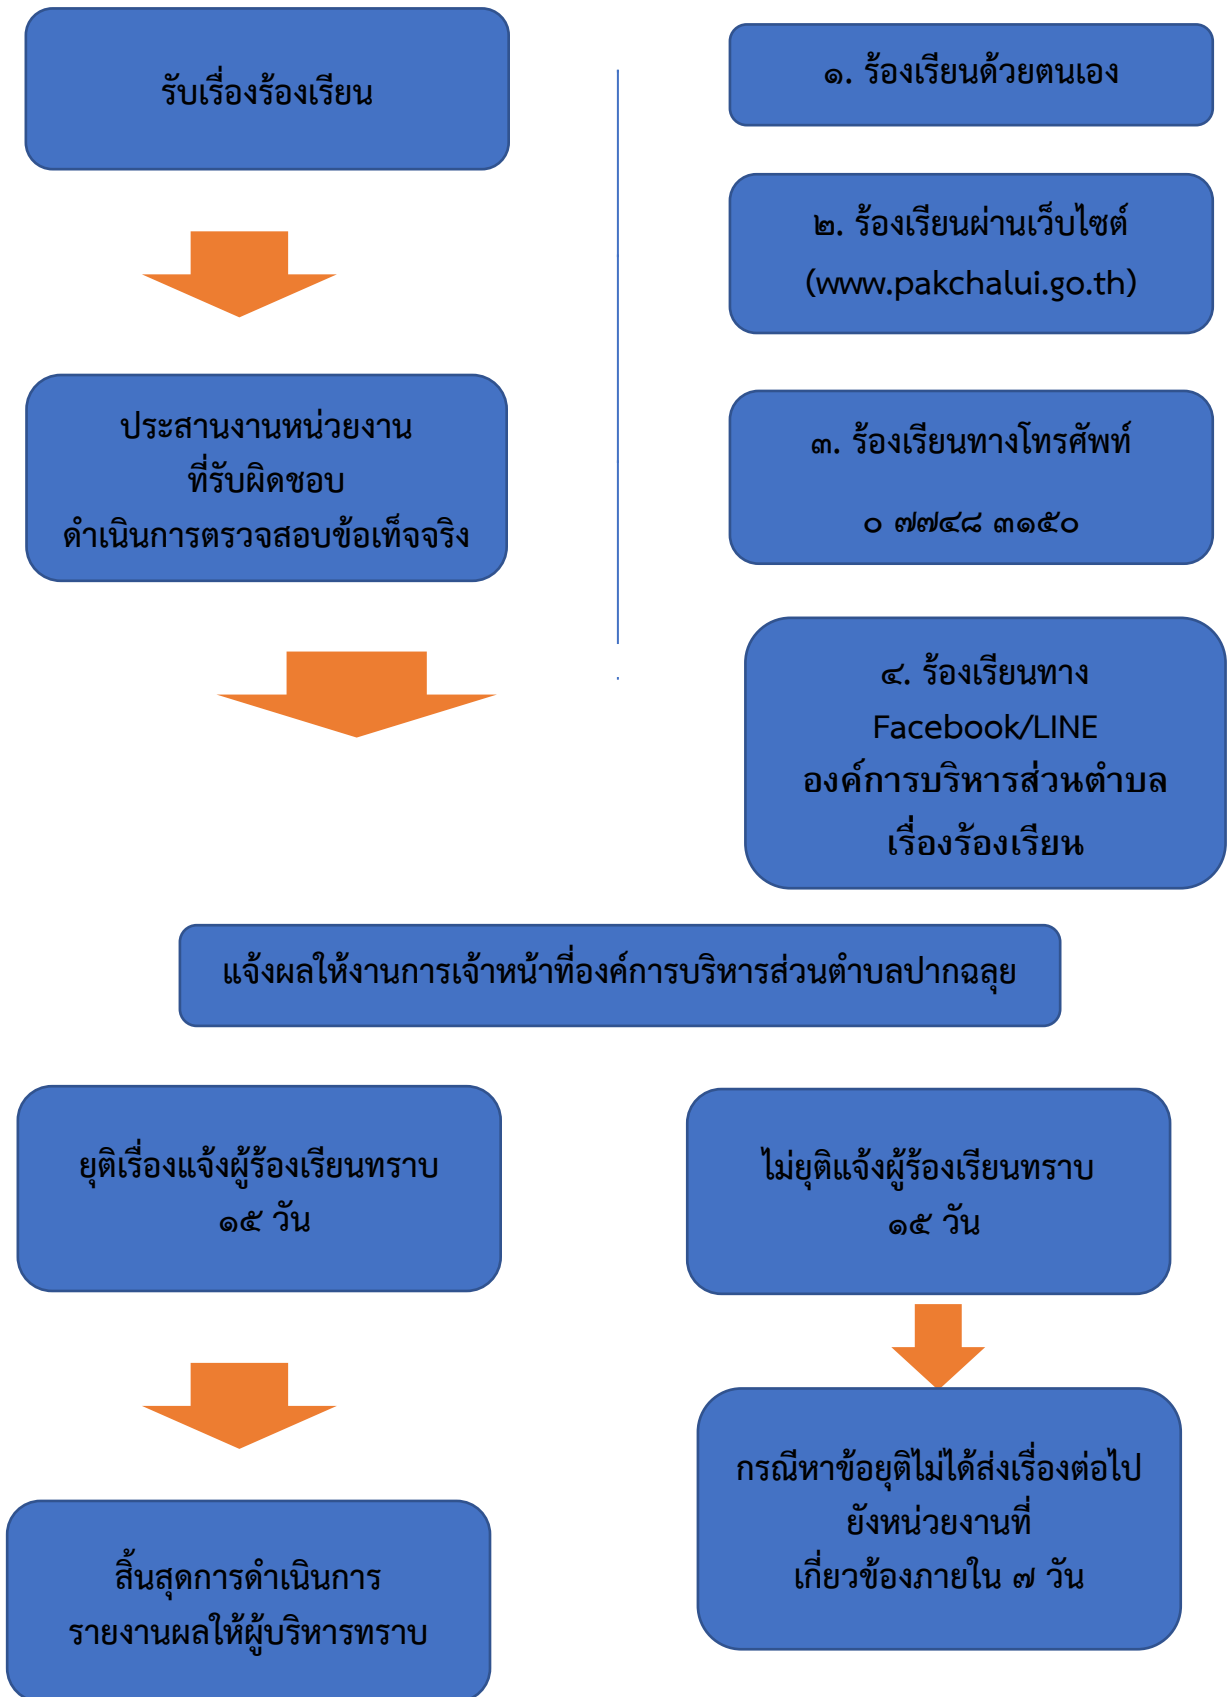 รับเรื่องร้องเรียน
๑. ร้องเรียนด้วยตนเอง
๒. ร้องเรียนผ่านเว็บไซต์
(www.pakchalui.go.th)
ประสานงานหน่วยงาน
ที่รับผิดชอบ
ดำเนินการตรวจสอบข้อเท็จจริง
๓. ร้องเรียนทางโทรศัพท์
๐ ๗๗๔๘ ๓๑๕๐
๔. ร้องเรียนทาง
Facebook/LINE
องค์การบริหารส่วนตำบล
เรื่องร้องเรียน
แจ้งผลให้งานการเจ้าหน้าที่องค์การบริหารส่วนตำบลปากฉลุย
ยุติเรื่องแจ้งผู้ร้องเรียนทราบ
๑๕ วัน
ไม่ยุติแจ้งผู้ร้องเรียนทราบ
๑๕ วัน
กรณีหาข้อยุติไม่ได้ส่งเรื่องต่อไป
ยังหน่วยงานที่
เกี่ยวข้องภายใน ๗ วัน
สิ้นสุดการดำเนินการ
รายงานผลให้ผู้บริหารทราบ